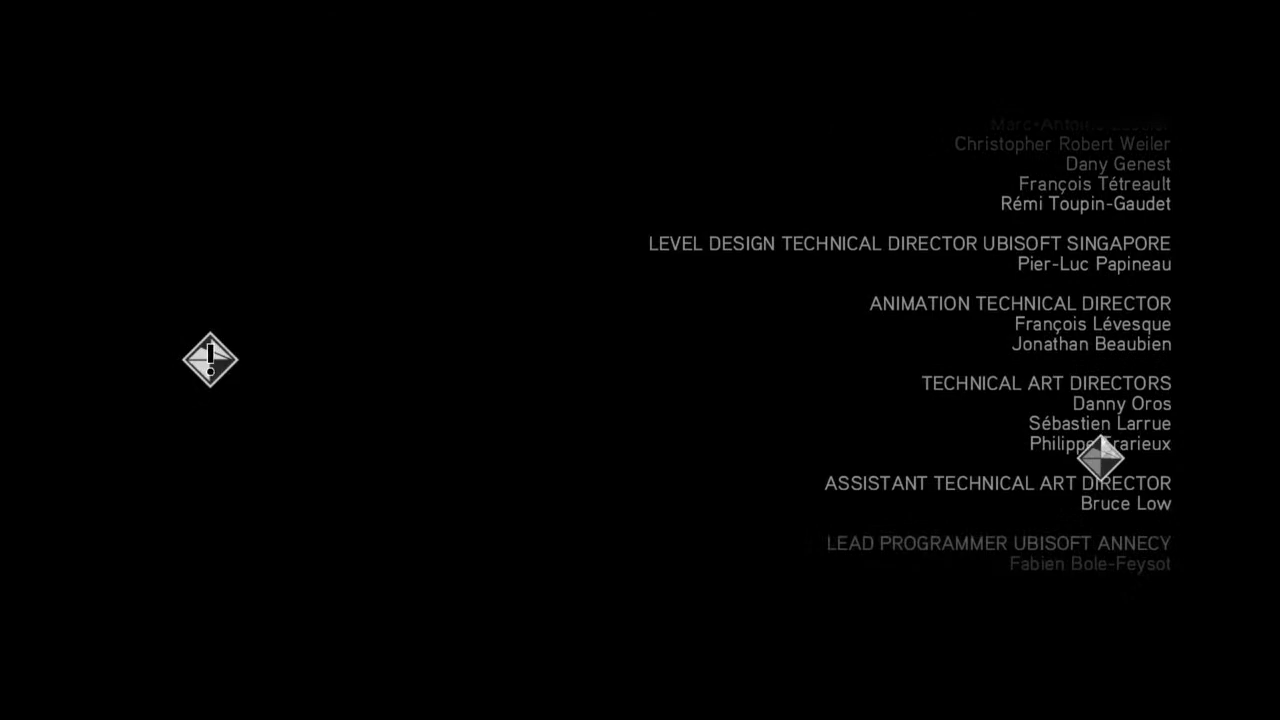 Christopher Robert Weiler
Dany Genest
François Tétreault
Rémi Toupin-Gaudet
LEVEL DESIGN TECHNICAL DIRECTOR UBISOFT SINGAPORE
Pier-Luc Papineau
ANIMATION TECHNICAL DIRECTOR
François Lévesque
Jonathan Beaubien
TECHNICAL ART DIRECTORS
Danny Oros
Sébastien Larrue
Philippe
ASSISTANT TECHNICAL ART DIRECTOR
Bruce Low
LEAD PROGRAMMER UBISOFT ANNECY
Fabien Bole-Feysot